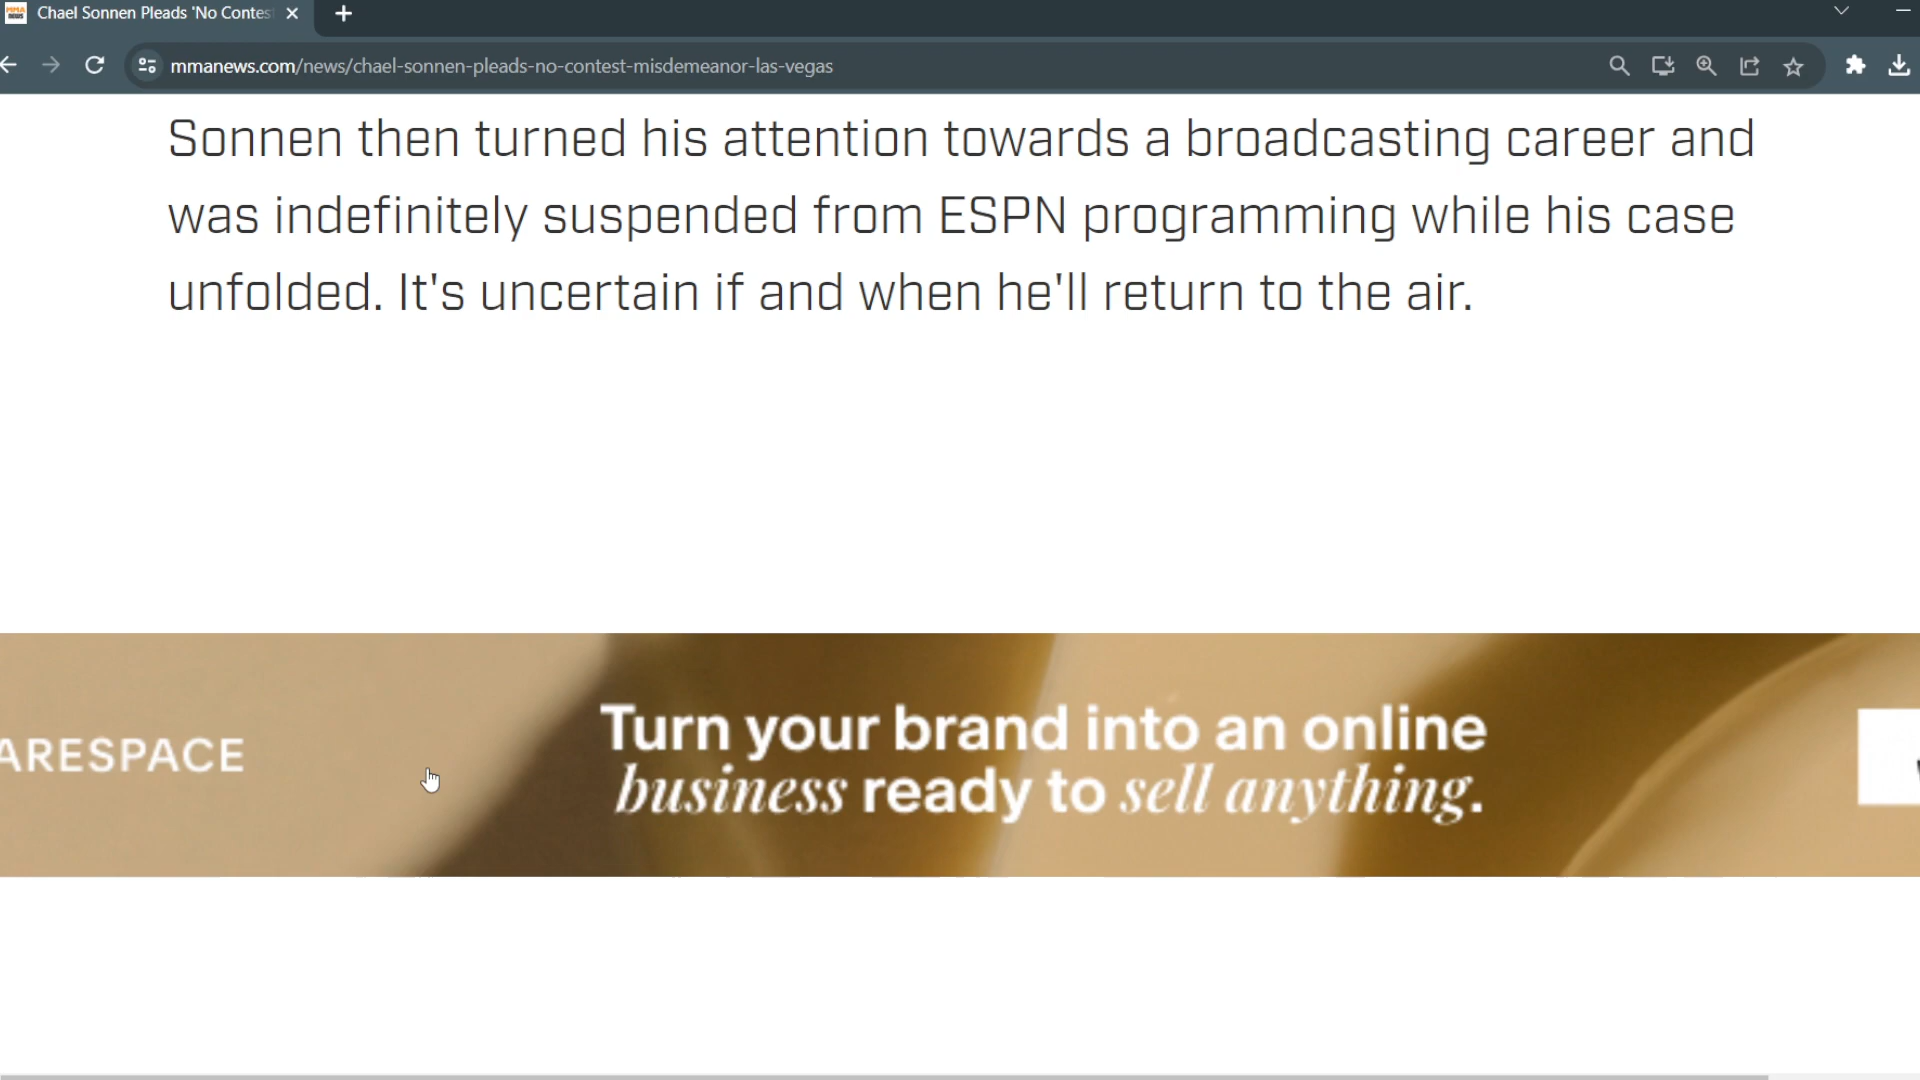 MMA
NEWS
Chael Sonnen Pleads 'No Contes
mmanews.com/news/chael-sonnen-pleads-no-contest-misdemeanor-las-vegas
Sonnen then turned his attention towards a broadcasting career and
was indefinitely suspended from ESPN programming while his case
unfolded. It's uncertain if and when he'll return to the air.
ARESPACE
Turn your brand into an online
business ready to sell anything.